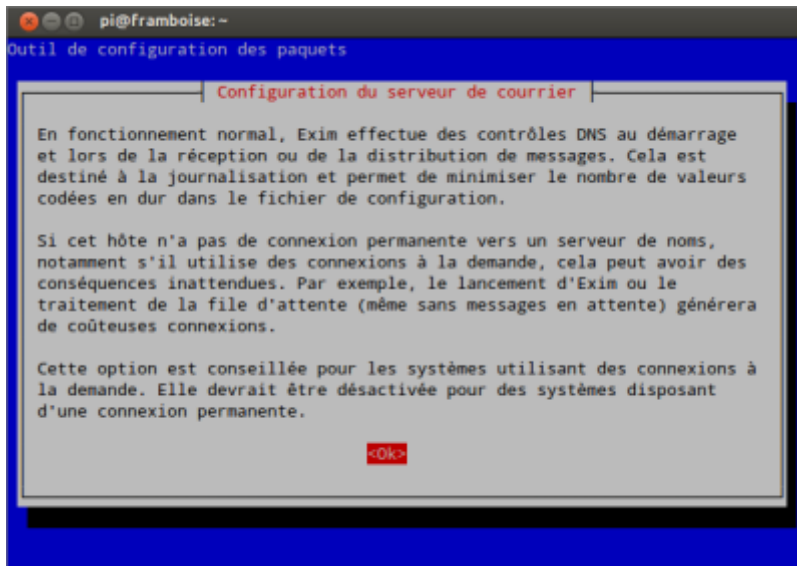 pi@framboise: ~
Outil de configuration des paquets
Configuration du serveur de courrier
En fonctionnement normal, Exim effectue des contrôles DNS au démarrage
et lors de la réception ou de la distribution de messages. Cela est
destiné à la journalisation et permet de minimiser le nombre de valeurs
codées en dur dans le fichier de configuration.
Si cet hôte n'a pas de connexion permanente vers un serveur de noms,
notamment s'il utilise des connexions à la demande, cela peut avoir des
conséquences inattendues. Par exemple, le lancement d'Exim ou le
traitement de la file d'attente (même sans messages en attente) générera
de coûteuses connexions.
Cette option est conseillée pour les systèmes utilisant des connexions à
la demande. Elle devrait être désactivée pour des systèmes disposant
d'une connexion permanente.
<Ok>